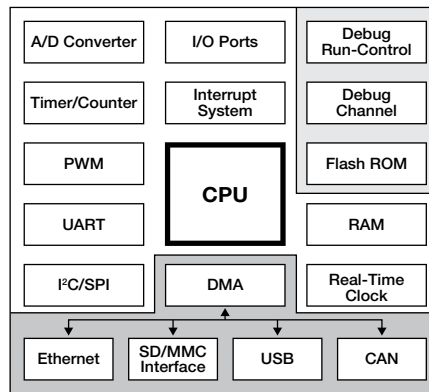 A/D Converter
I/O Ports
Debug
Run-Control
Timer/Counter
Interrupt
System
Debug
Channel
PWM
CPU
Flash ROM
UART
RAM
I²C/SPI
DMA
Real-Time
Clock
Ethernet
SD/MMC
Interface
USB
CAN